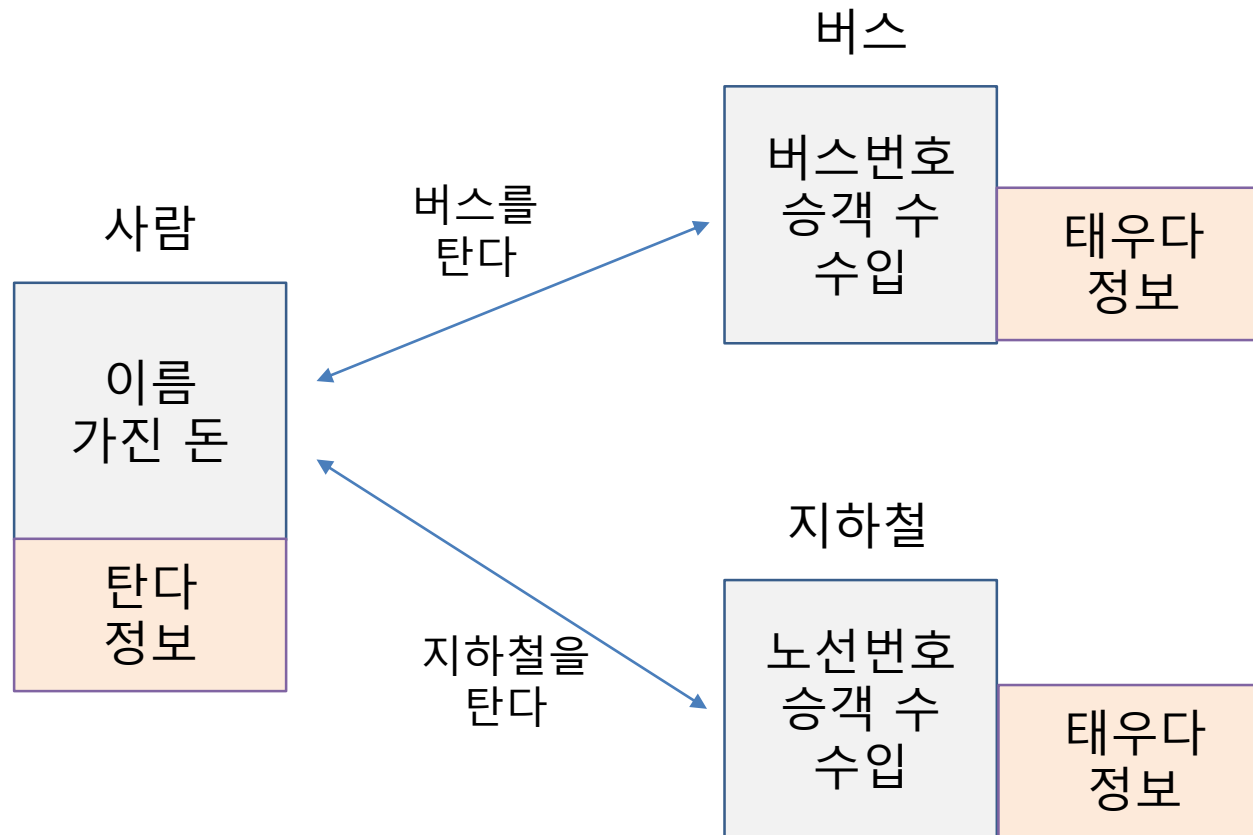 버스
버스번호
승객 수
수입
태우다
정보
버스를
탄다
사람
이름
가진 돈
탄다
정보
지하철을
탄다
지하철
노선번호
승객 수
수입
태우다
정보